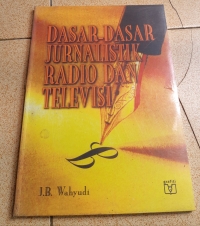 DASAR-DASAR
JURNALISTIK
RADIO DAN
TELEVISI
J.B. Wahyudi